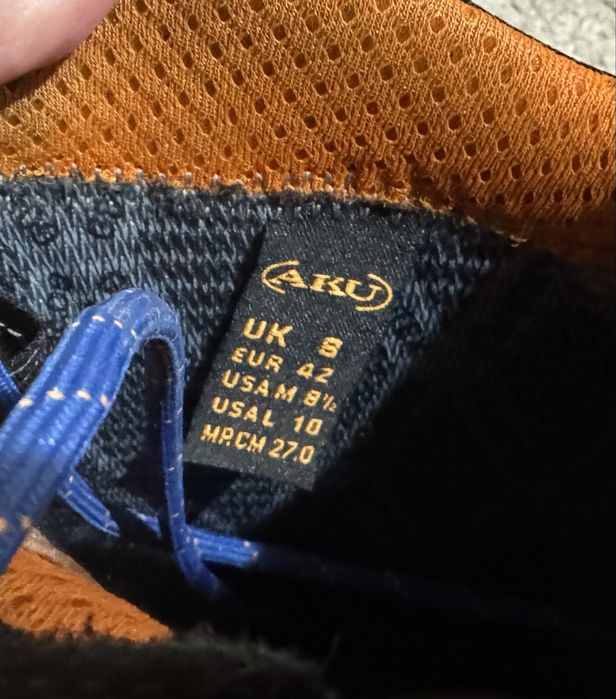 AKU
UK 8
EUR 42
USA M 8½
USA L 10
MP.CM 27.0